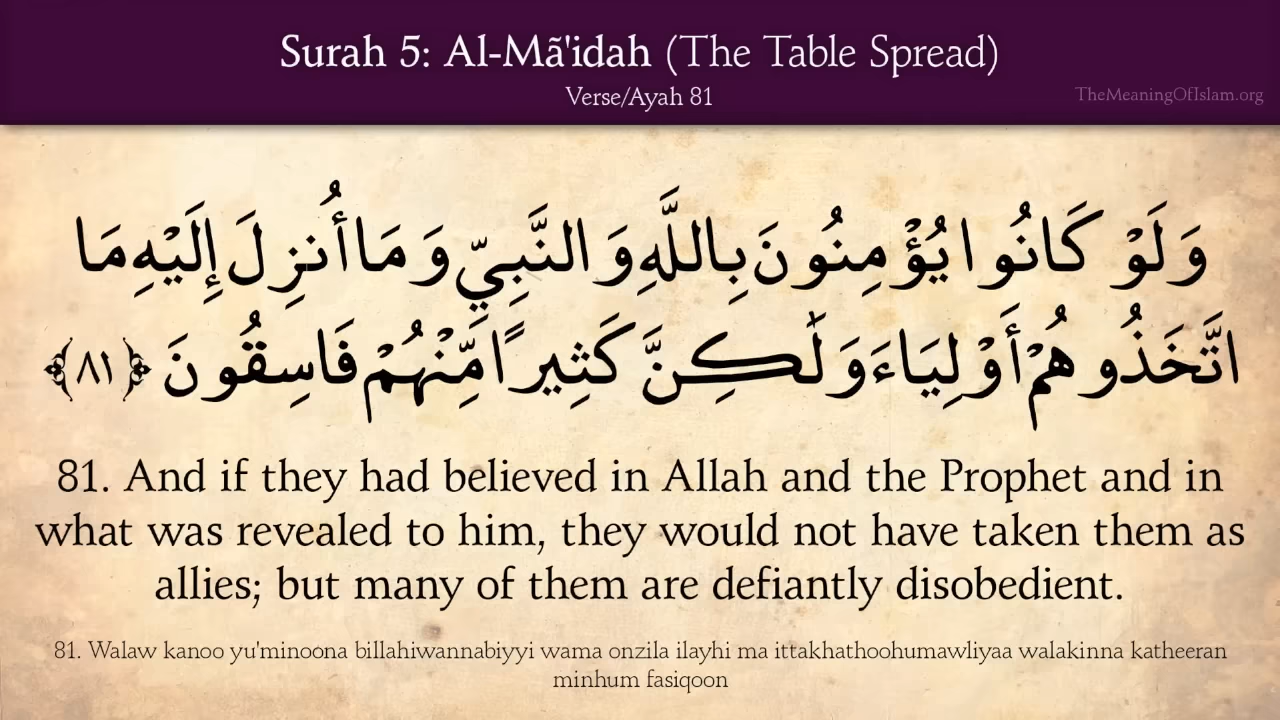 Surah 5: Al-Mã'idah (The Table Spread)
Verse/Ayah 81
TheMeaningOfIslam.org
وَلَوْ كَانُوا يُؤْمِنُونَ بِاللَّهِ وَالنَّبِيِّ وَمَا أُنزِلَ إِلَيْهِ مَا
اتَّخَذُوهُمْ أَوْلِيَاءَ وَلَٰكِنَّ كَثِيرًا مِّنْهُمْ فَاسِقُونَ ﴿٨١﴾
81. And if they had believed in Allah and the Prophet and in
what was revealed to him, they would not have taken them as
allies; but many of them are defiantly disobedient.
81. Walaw kanoo yu'minoona billahiwannabiyyi wama onzila ilayhi ma ittakhathoohumawliyaa walakinna katheeran
minhum fasiqoon